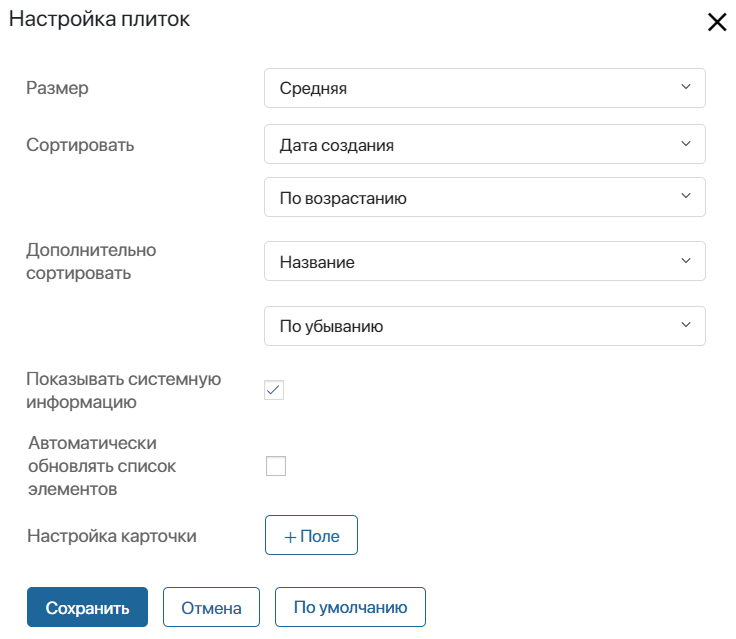 Настройка плиток
Размер
Средняя
Сортировать
Дата создания
По возрастанию
Дополнительно
сортировать
Название
По убыванию
Показывать системную
информацию
Автоматически
обновлять список
элементов
Настройка карточки
+ Поле
Сохранить
Отмена
По умолчанию